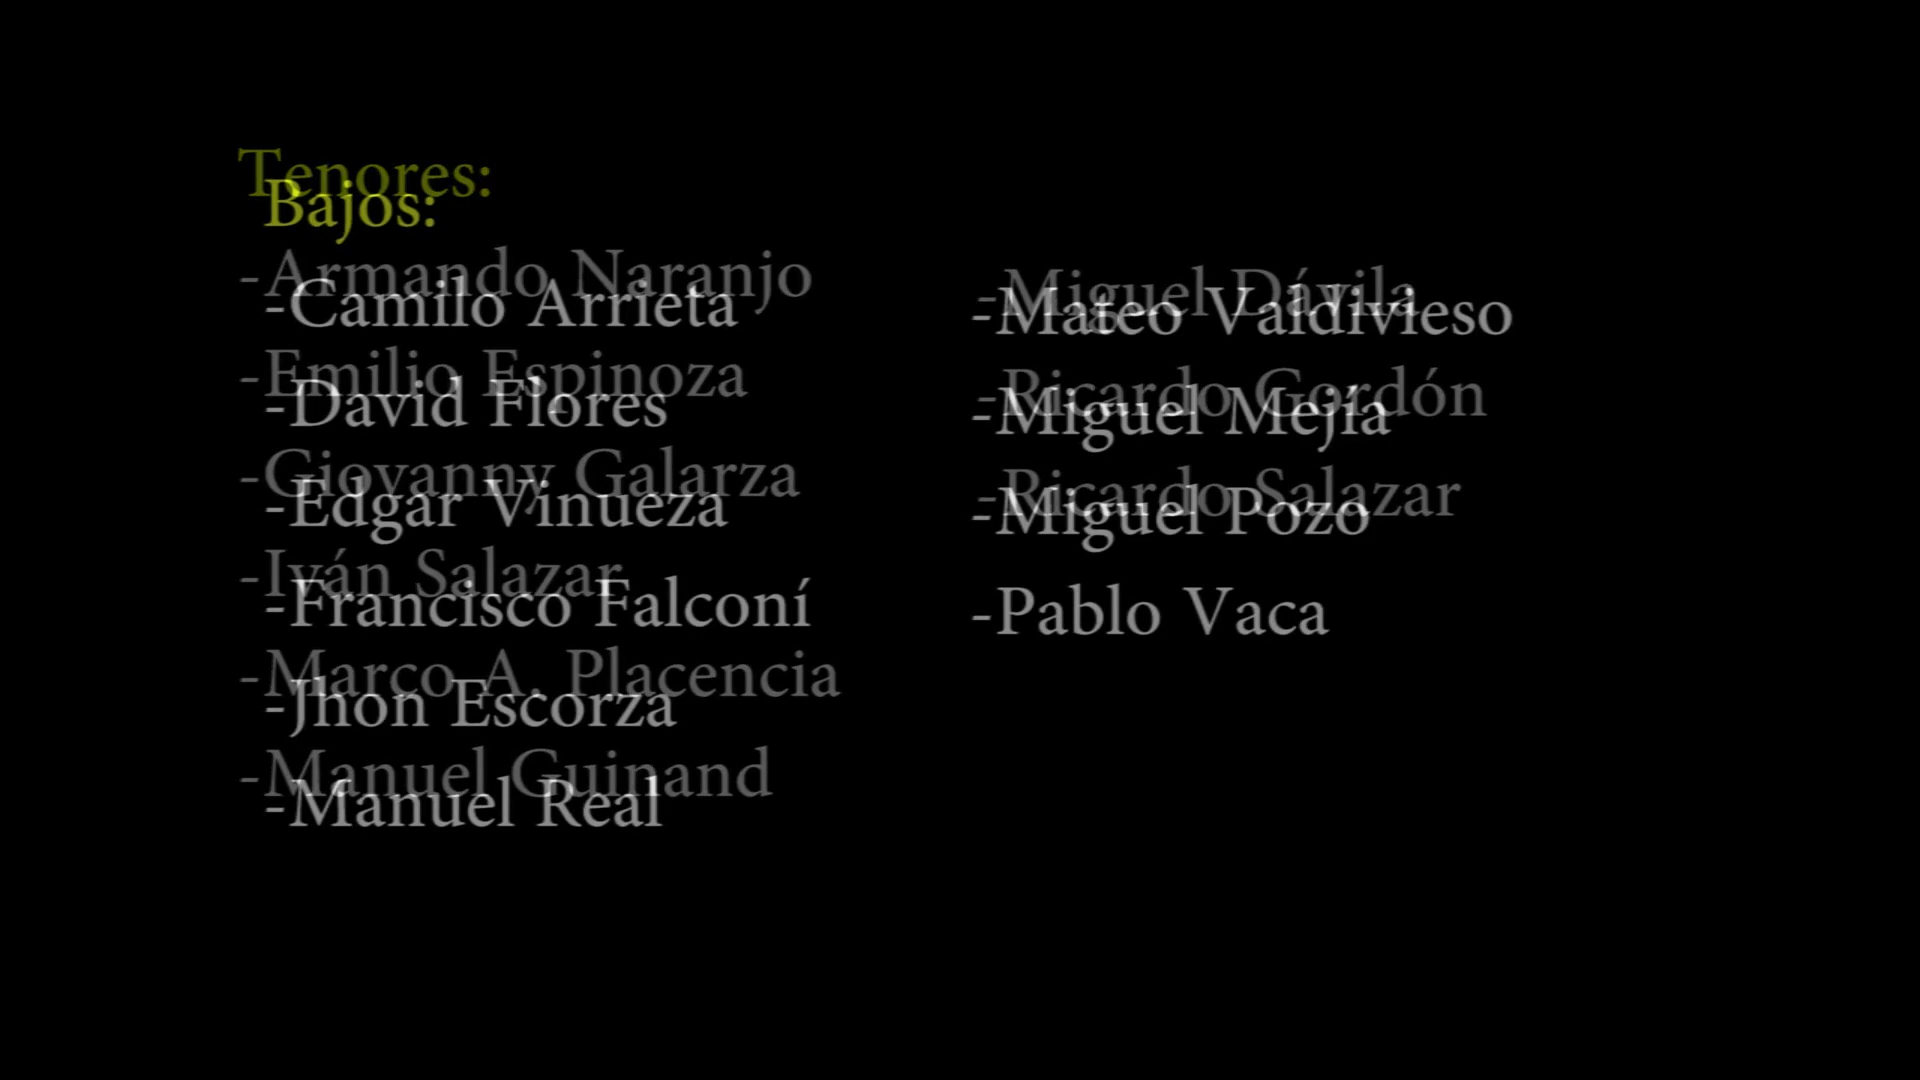 Tenores:
-Armando Naranjo
-Emilio Espinoza
-Giovanny Galarza
-Iván Salazar
-Marco A. Placencia
-Manuel Guinand
-Miguel Dávila
-Ricardo Gordón
-Ricardo Salazar
Bajos:
-Camilo Arrieta
-David Flores
-Edgar Vinueza
-Francisco Falconí
-Jhon Escorza
-Manuel Real
-Mateo Valdivieso
-Miguel Mejía
-Miguel Pozo
-Pablo Vaca